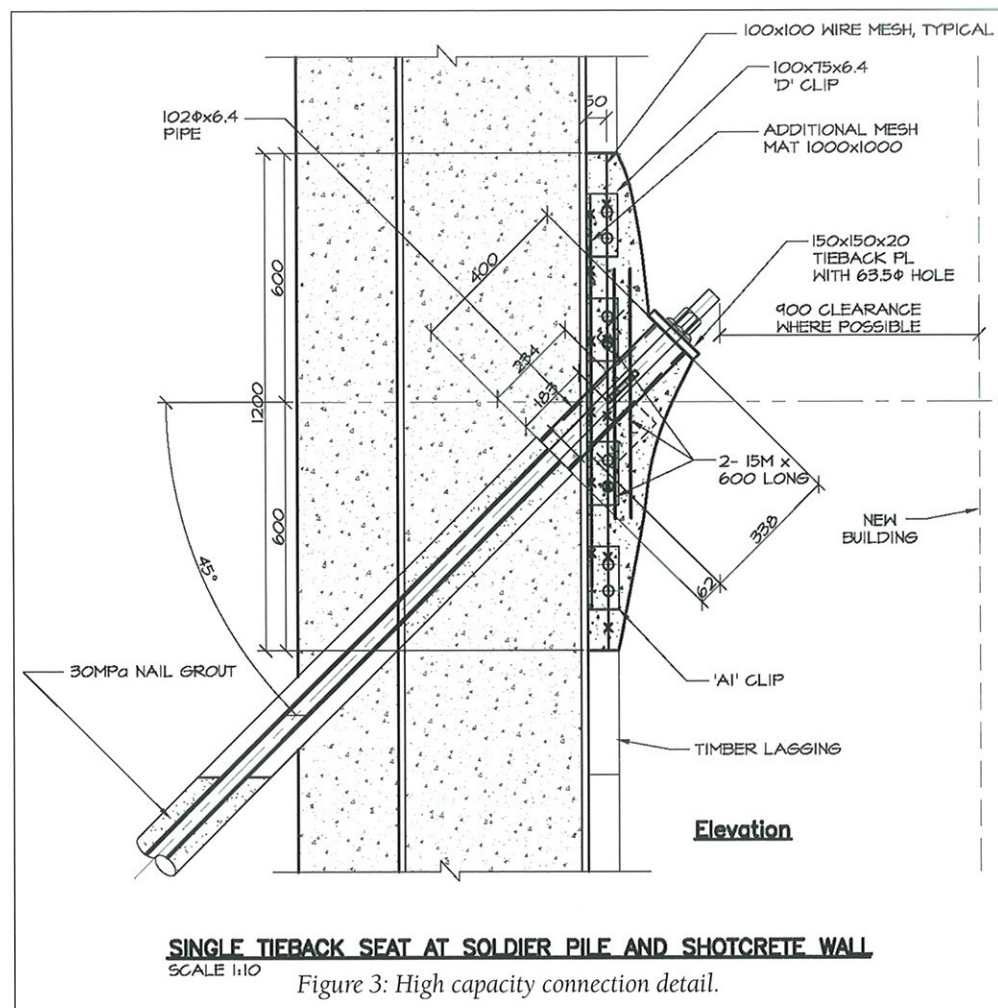 100x100 WIRE MESH, TYPICAL
100x75x6.4
'D' CLIP
50
102Φx6.4
PIPE
ADDITIONAL MESH
MAT 1000x1000
150x150x20
TIEBACK PL
WITH 63.5Φ HOLE
400
600
900 CLEARANCE
WHERE POSSIBLE
234
183
1200
2- 15M x
600 LONG
338
NEW
BUILDING
600
45°
62
30MPa NAIL GROUT
'A1' CLIP
TIMBER LAGGING
Elevation
SINGLE TIEBACK SEAT AT SOLDIER PILE AND SHOTCRETE WALL
SCALE 1:10
Figure 3: High capacity connection detail.